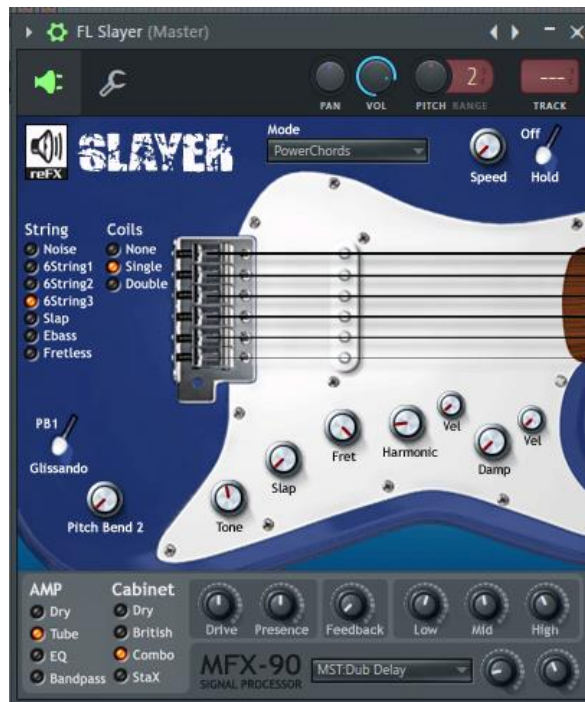 FL Slayer (Master)
2
---
PAN VOL PITCH RANGE TRACK
reFX
SLAYER
Mode
PowerChords
Speed
Off
Hold
String
Noise
6String1
6String2
6String3
Slap
Ebass
Fretless
Coils
None
Single
Double
PB1
Glissando
Pitch Bend 2
Tone
Slap
Fret
Harmonic
Vel
Damp
Vel
AMP
Dry
Tube
EQ
Bandpass
Cabinet
Dry
British
Combo
StaX
Drive Presence Feedback Low Mid High
MFX-90
SIGNAL PROCESSOR
MST:Dub Delay